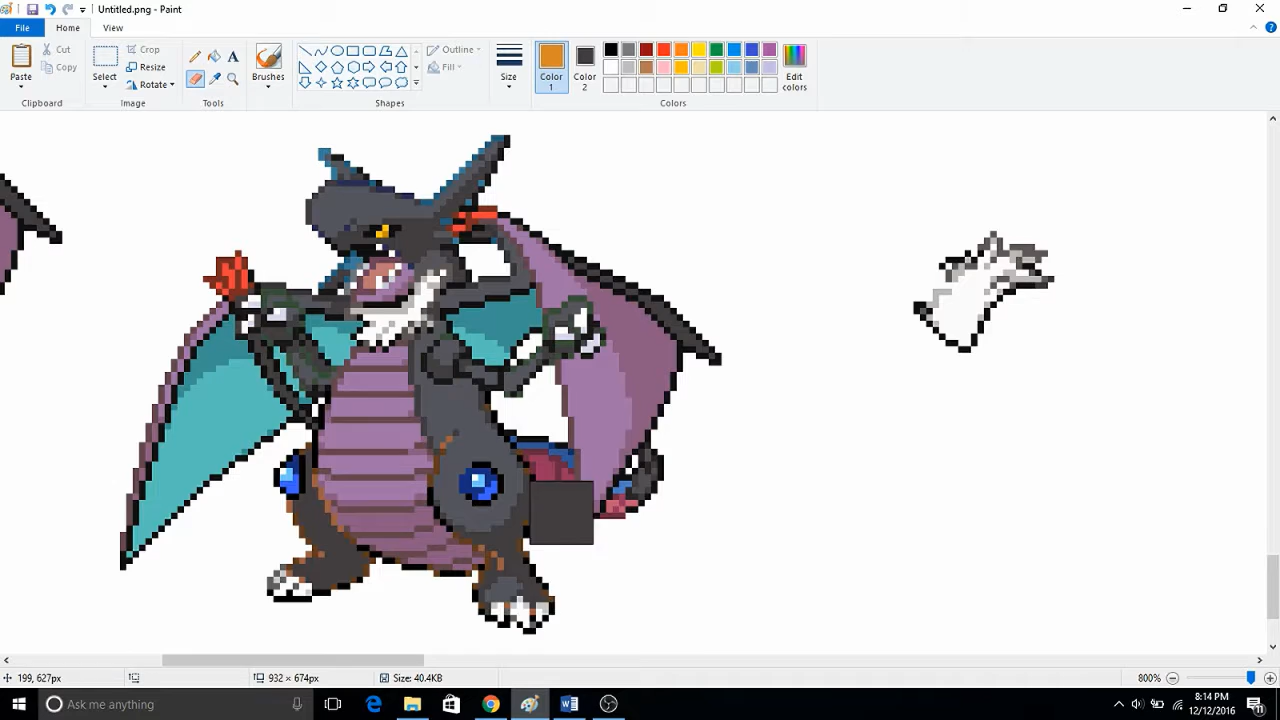 Untitled.png - Paint
File
Home
View
Paste
Cut
Copy
Clipboard
Select
Crop
Resize
Rotate
Image
Tools
Brushes
Shapes
Outline
Fill
Size
Color 1
Color 2
Edit colors
Colors
199, 627px
932 × 674px
Size: 40.4KB
800%
Ask me anything
8:14 PM
12/12/2016